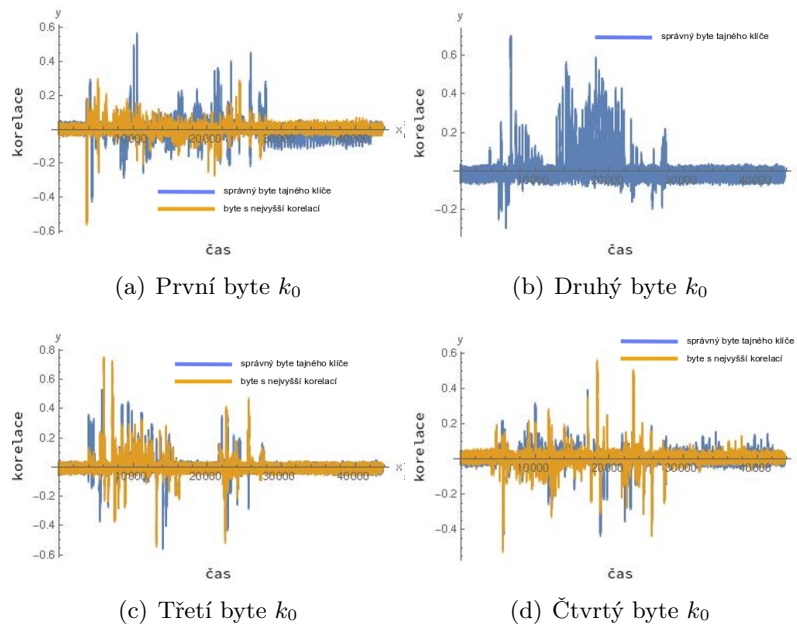 y
0.6
0.4
0.2
-0.2
-0.4
-0.6
korelace
10000
20000
30000
40000
x
správný byte tajného klíče
byte s nejvyšší korelací
čas
(a) První byte k₀
y
0.6
0.4
0.2
-0.2
korelace
10000
20000
30000
40000
správný byte tajného klíče
čas
(b) Druhý byte k₀
y
0.8
0.6
0.4
0.2
-0.2
-0.4
-0.6
korelace
10000
20000
30000
40000
x
správný byte tajného klíče
byte s nejvyšší korelací
čas
(c) Třetí byte k₀
y
0.6
0.4
0.2
-0.2
-0.4
korelace
10000
20000
30000
40000
správný byte tajného klíče
byte s nejvyšší korelací
čas
(d) Čtvrtý byte k₀